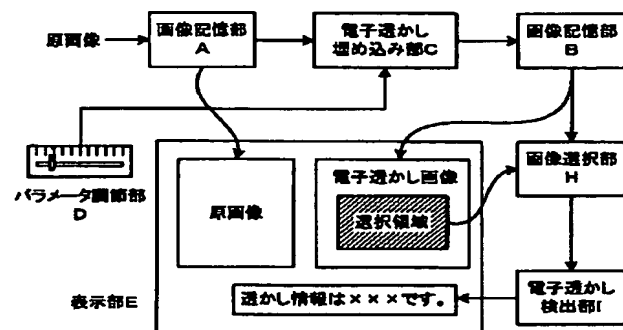 原画像
画像記憶部
A
電子透かし
埋め込み部C
画像記憶部
B
パラメータ調節部
D
原画像
電子透かし画像
選択領域
画像選択部
H
表示部E
透かし情報は×××です。
電子透かし
検出部I